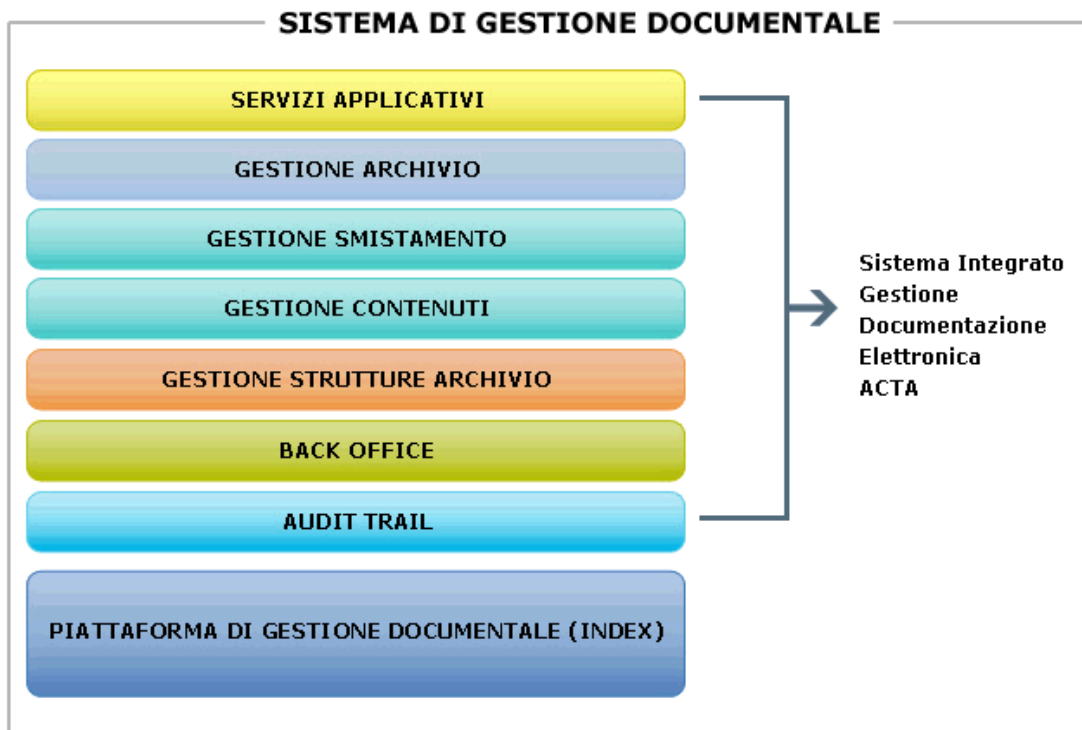 SISTEMA DI GESTIONE DOCUMENTALE
SERVIZI APPLICATIVI
GESTIONE ARCHIVIO
GESTIONE SMISTAMENTO
GESTIONE CONTENUTI
GESTIONE STRUTTURE ARCHIVIO
BACK OFFICE
AUDIT TRAIL
PIATTAFORMA DI GESTIONE DOCUMENTALE (INDEX)
Sistema Integrato
Gestione
Documentazione
Elettronica
ACTA